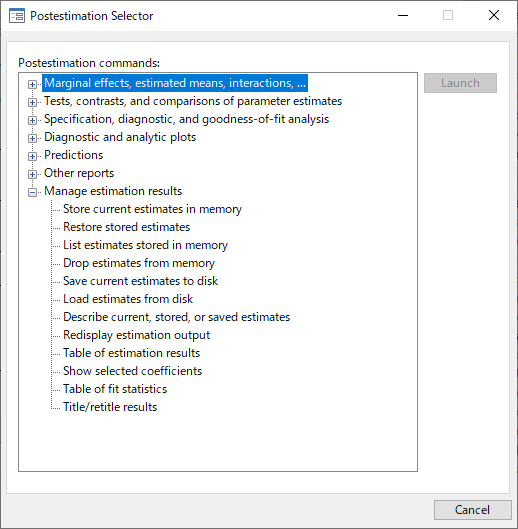 Postestimation Selector
Postestimation commands:
Marginal effects, estimated means, interactions, ...
Launch
Tests, contrasts, and comparisons of parameter estimates
Specification, diagnostic, and goodness-of-fit analysis
Diagnostic and analytic plots
Predictions
Other reports
Manage estimation results
Store current estimates in memory
Restore stored estimates
List estimates stored in memory
Drop estimates from memory
Save current estimates to disk
Load estimates from disk
Describe current, stored, or saved estimates
Redisplay estimation output
Table of estimation results
Show selected coefficients
Table of fit statistics
Title/retitle results
Cancel